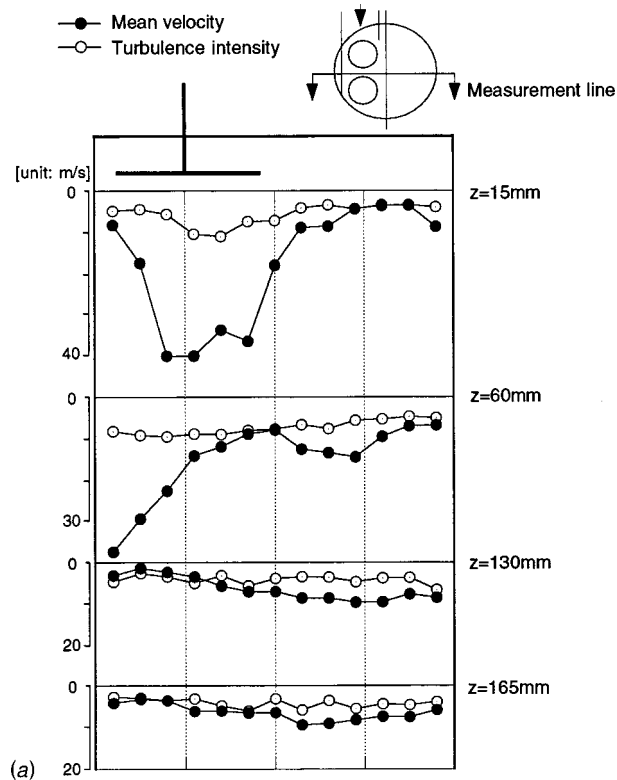 Mean velocity
Turbulence intensity
Measurement line
[unit: m/s]
0
z=15mm
40
0
z=60mm
30
0
z=130mm
20
0
z=165mm
20
(a)